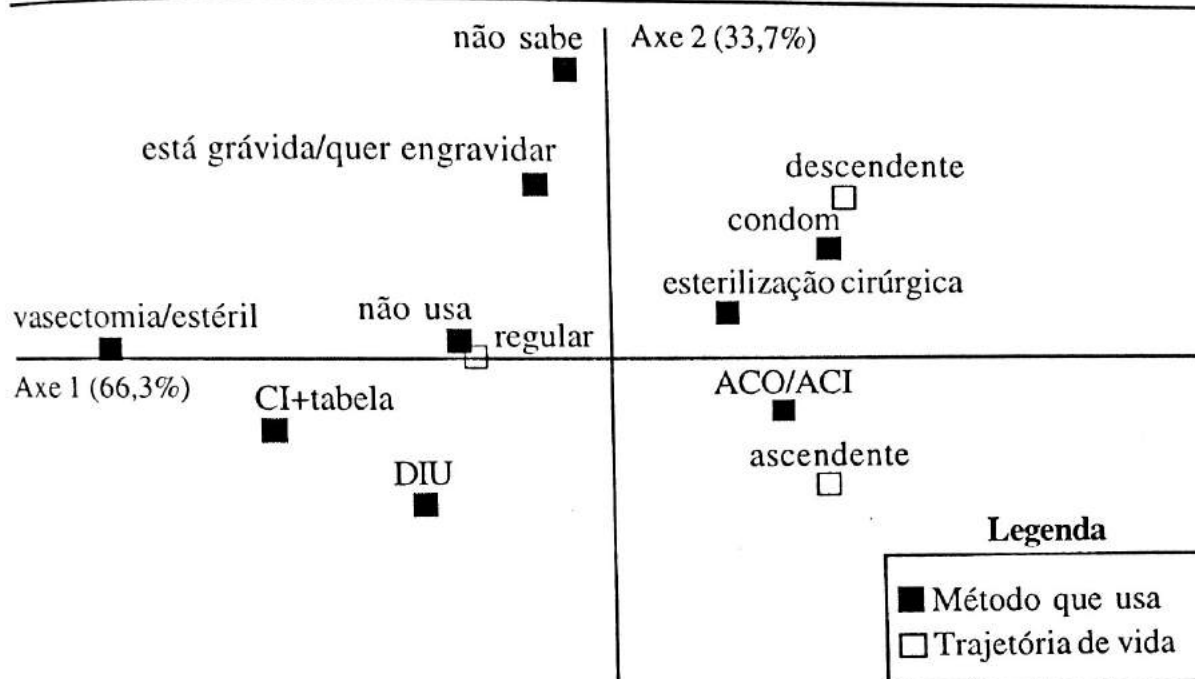 não sabe
Axe 2 (33,7%)
está grávida/quer engravidar
descendente
condom
esterilização cirúrgica
não usa
vasectomia/estéril
regular
Axe 1 (66,3%)
CI+tabela
ACO/ACI
ascendente
DIU
Legenda
Método que usa
Trajetória de vida